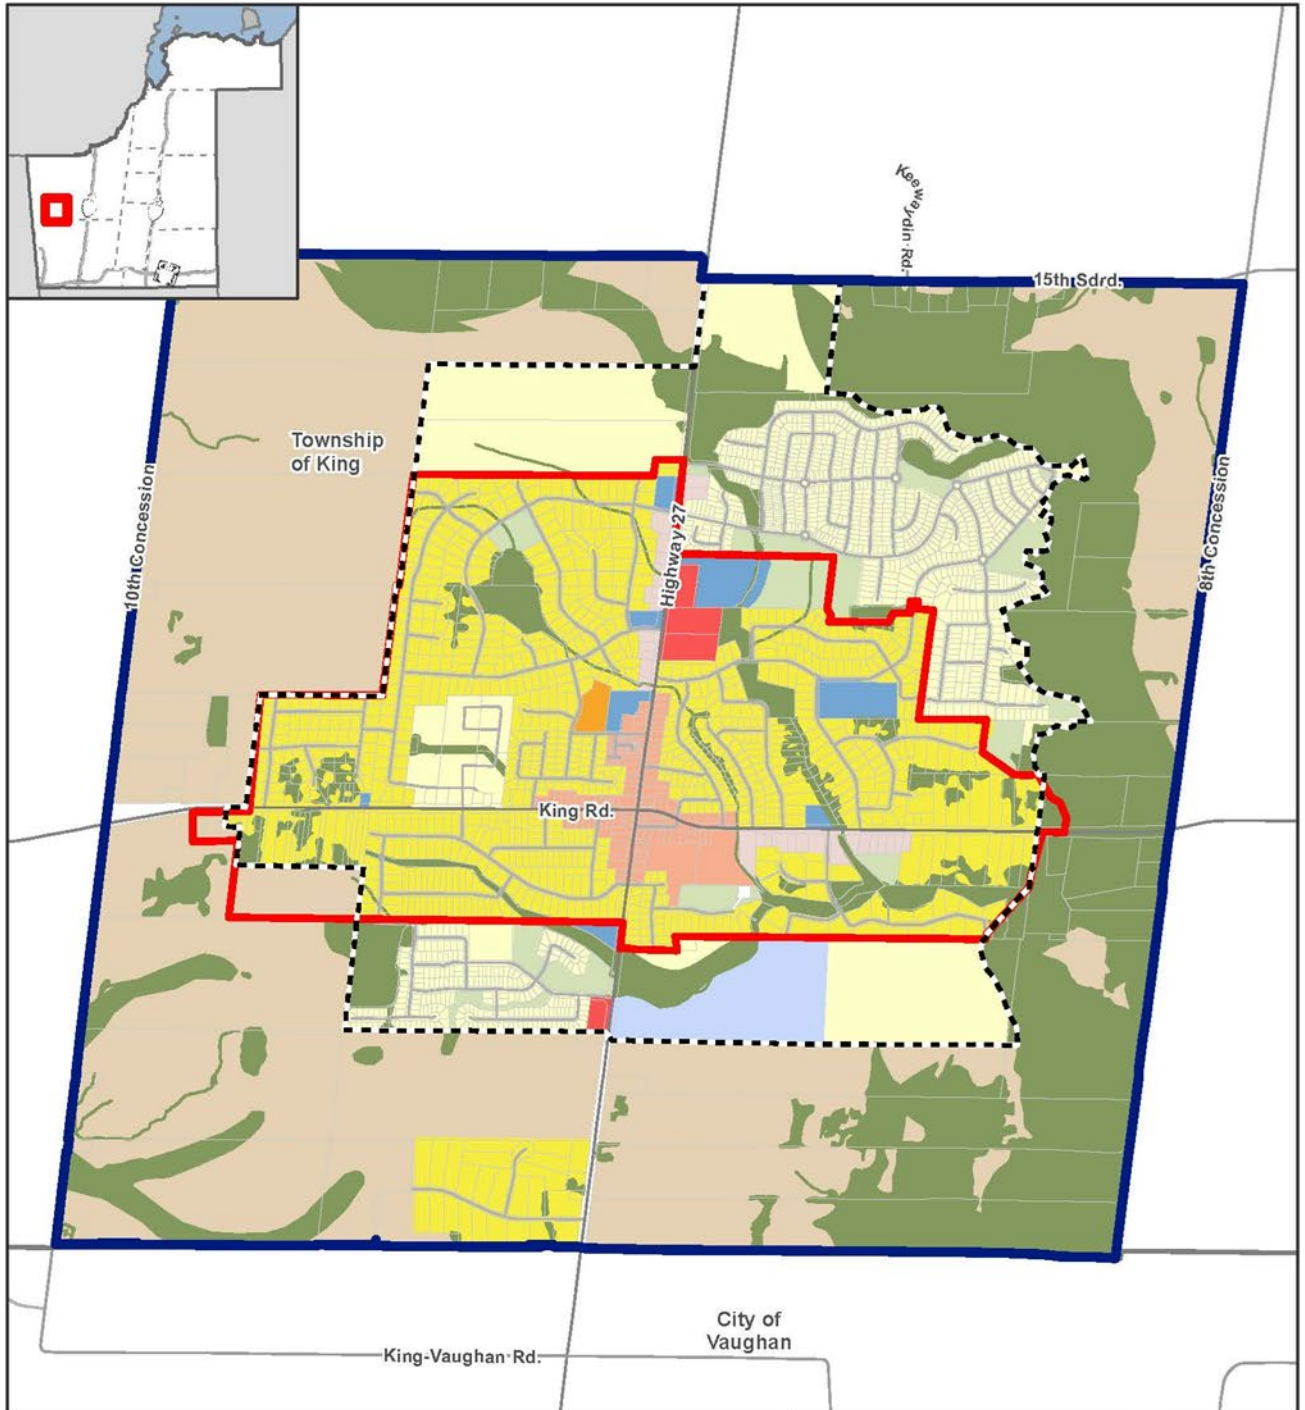 Keewaydin Rd.
15th Sdrd.
Township
of King
10th Concession
8th Concession
Highway 27
King Rd.
City of
Vaughan
King-Vaughan Rd.